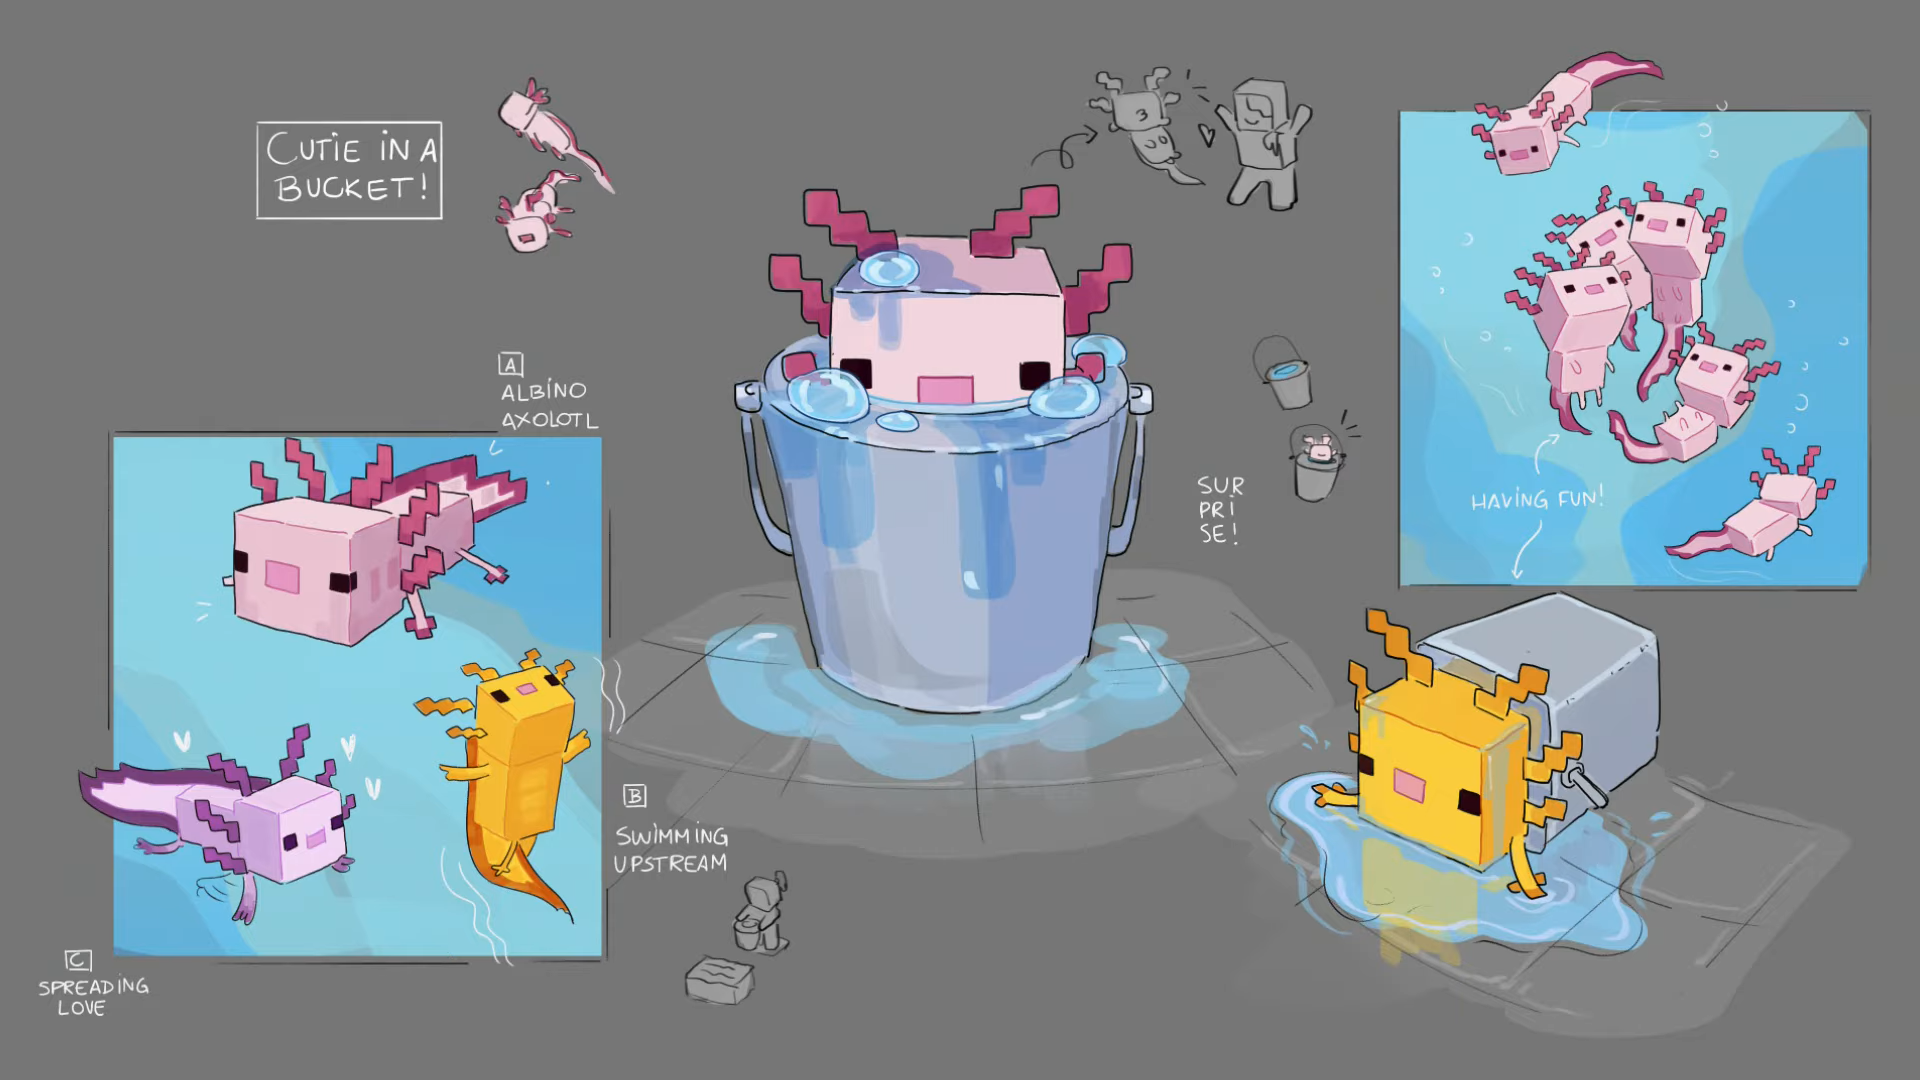 CUTIE IN A
BUCKET!
A
ALBINO
AXOLOTL
B
SWIMMING
UPSTREAM
C
SPREADING
LOVE
SUR
PRI
SE!
HAVING FUN!